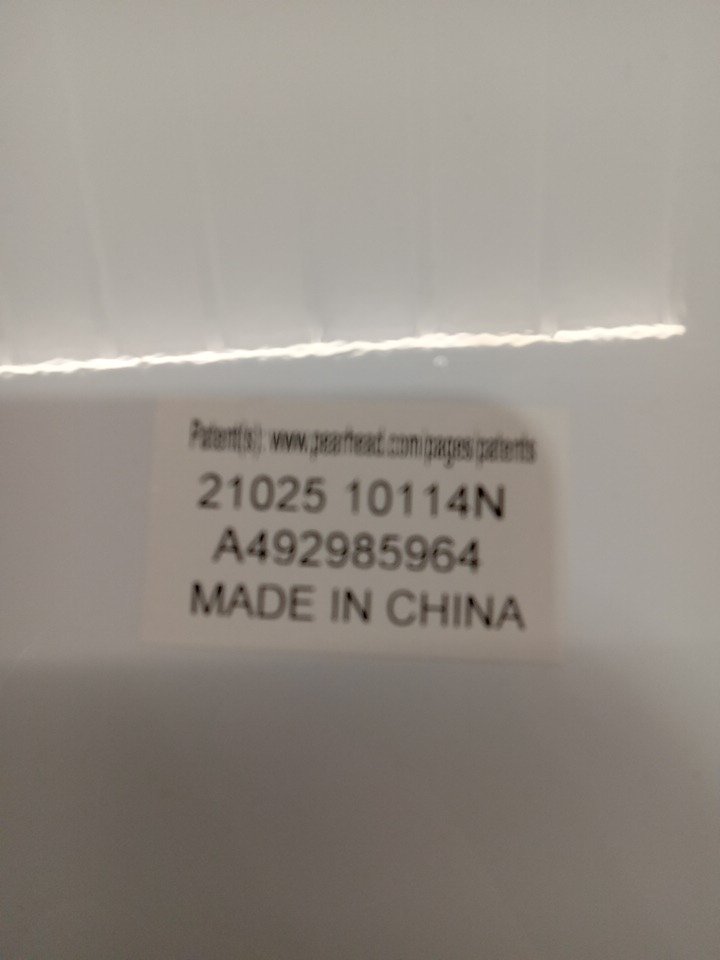 Patent(s): www.pearhead.com/pages/patents
21025 10114N
A492985964
MADE IN CHINA